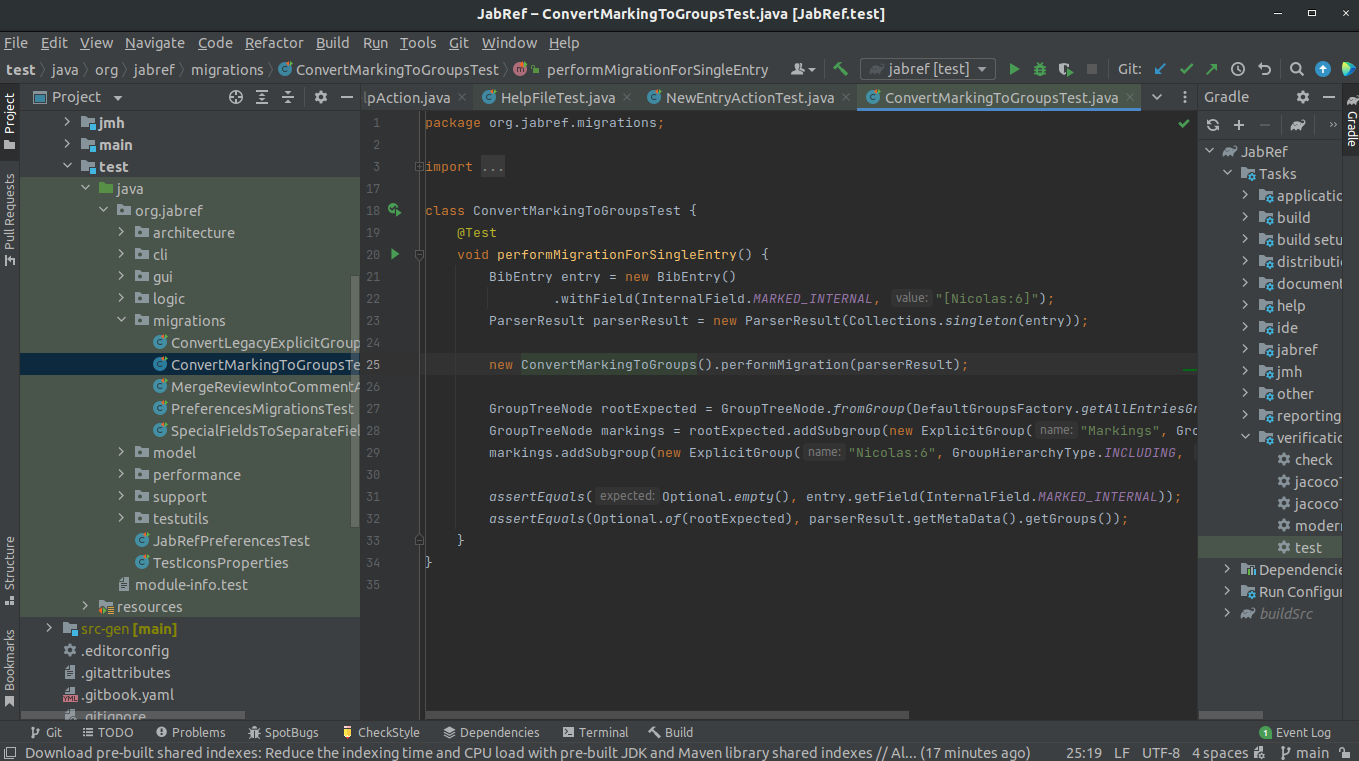 JabRef – ConvertMarkingToGroupsTest.java [JabRef.test]
File Edit View Navigate Code Refactor Build Run Tools Git Window Help
test java org jabref migrations ConvertMarkingToGroupsTest performMigrationForSingleEntry jabref [test] Git:
Project
lpAction.java HelpFileTest.java NewEntryActionTest.java ConvertMarkingToGroupsTest.java
Gradle
Project
Pull Requests
Structure
Bookmarks
jmh
main
test
java
org.jabref
architecture
cli
gui
logic
migrations
ConvertLegacyExplicitGroup
ConvertMarkingToGroupsTe
MergeReviewIntoCommentA
PreferencesMigrationsTest
SpecialFieldsToSeparateFiel
model
performance
support
testutils
JabRefPreferencesTest
TestIconsProperties
module-info.test
resources
src-gen [main]
.editorconfig
.gitattributes
.gitbook.yaml
.gitignore
1 package org.jabref.migrations;
2
3 import ...
17
18 class ConvertMarkingToGroupsTest {
19 @Test
20 void performMigrationForSingleEntry() {
21 BibEntry entry = new BibEntry()
22 .withField(InternalField.MARKED_INTERNAL, value: "[Nicolas:6]");
23 ParserResult parserResult = new ParserResult(Collections.singleton(entry));
24
25 new ConvertMarkingToGroups().performMigration(parserResult);
26
27 GroupTreeNode rootExpected = GroupTreeNode.fromGroup(DefaultGroupsFactory.getAllEntriesGr
28 GroupTreeNode markings = rootExpected.addSubgroup(new ExplicitGroup( name: "Markings", Gro
29 markings.addSubgroup(new ExplicitGroup( name: "Nicolas:6", GroupHierarchyType.INCLUDING,
30
31 assertEquals( expected: Optional.empty(), entry.getField(InternalField.MARKED_INTERNAL));
32 assertEquals(Optional.of(rootExpected), parserResult.getMetaData().getGroups());
33 }
34 }
35
JabRef
Tasks
applicatio
build
build setu
distributio
document
help
ide
jabref
jmh
other
reporting
verificatio
check
jacocoT
jacocoT
modern
test
Dependencie
Run Configur
buildSrc
Gradle
Git TODO Problems SpotBugs CheckStyle Dependencies Terminal Build 1 Event Log
Download pre-built shared indexes: Reduce the indexing time and CPU load with pre-built JDK and Maven library shared indexes // Al... (17 minutes ago) 25:19 LF UTF-8 4 spaces main